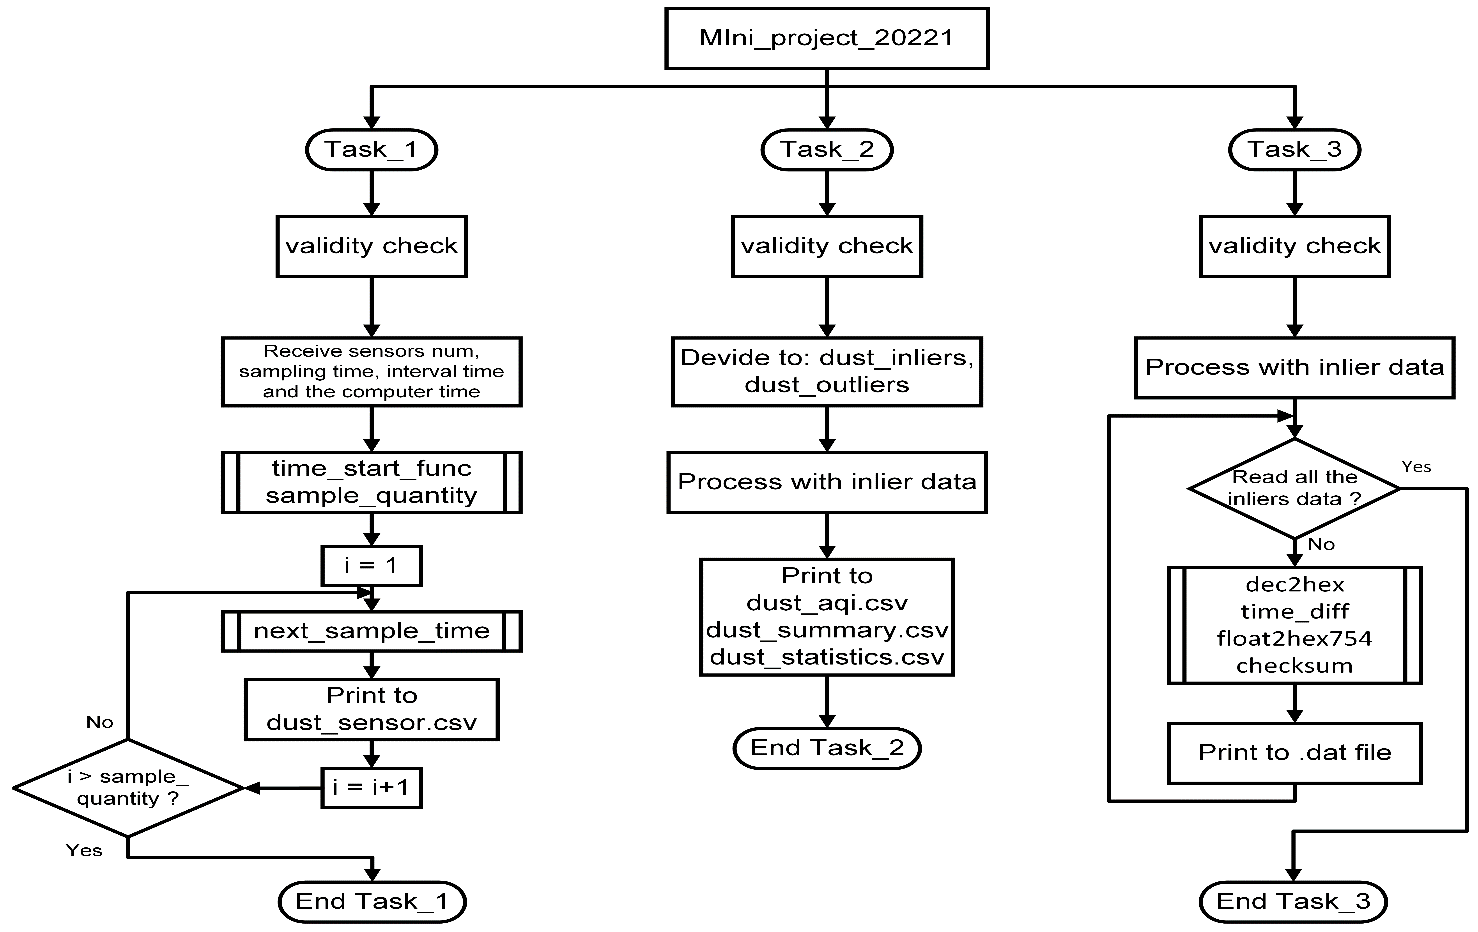 MIni_project_20221
Task_1
validity check
Receive sensors num,
sampling time, interval time
and the computer time
time_start_func
sample_quantity
i = 1
next_sample_time
Print to
dust_sensor.csv
i = i+1
No
i > sample_
quantity ?
Yes
End Task_1
Task_2
validity check
Devide to: dust_inliers,
dust_outliers
Process with inlier data
Print to
dust_aqi.csv
dust_summary.csv
dust_statistics.csv
End Task_2
Task_3
validity check
Process with inlier data
Read all the
inliers data ?
Yes
No
dec2hex
time_diff
float2hex754
checksum
Print to .dat file
End Task_3